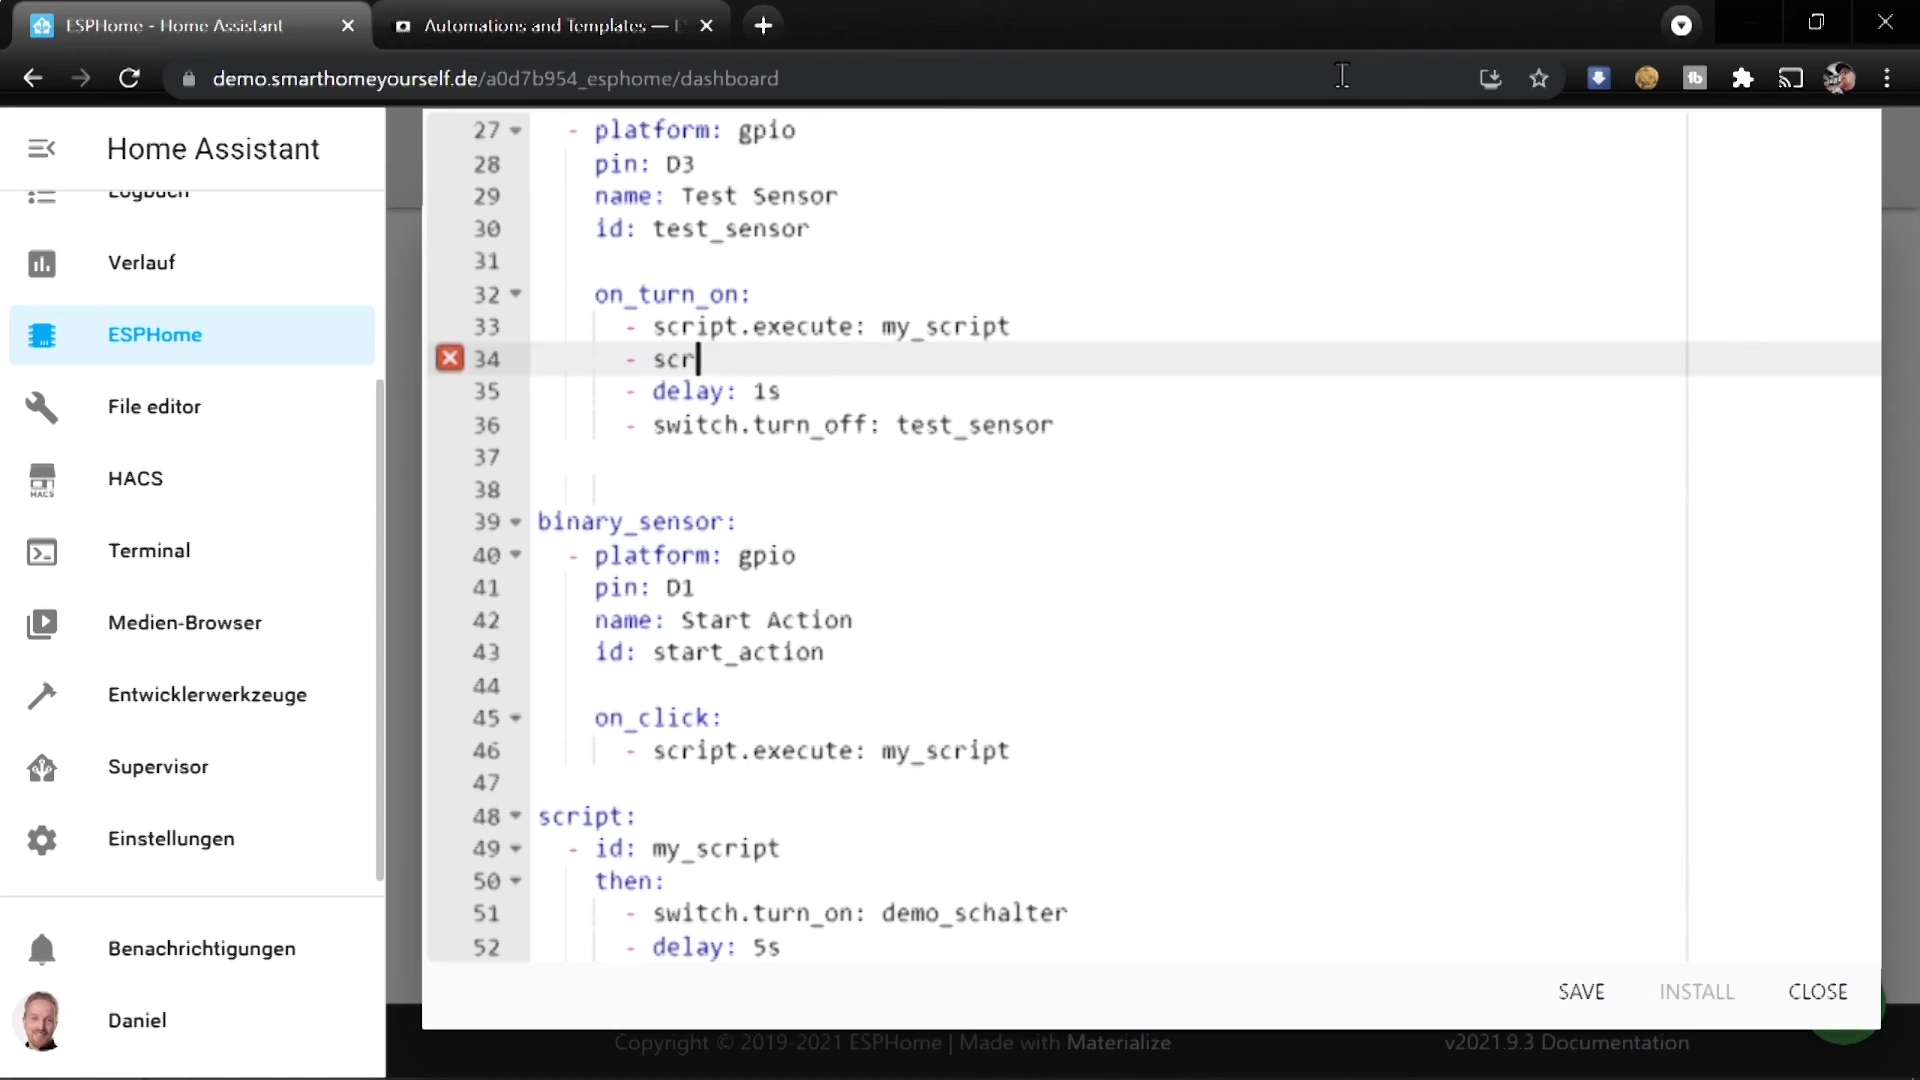 ESPHome - Home Assistant
Automations and Templates —
demo.smarthomeyourself.de/a0d7b954_esphome/dashboard
Home Assistant
Logbuch
Verlauf
ESPHome
File editor
HACS
HACS
Terminal
Medien-Browser
Entwicklerwerkzeuge
Supervisor
Einstellungen
Benachrichtigungen
Daniel
27 - platform: gpio
28 pin: D3
29 name: Test Sensor
30 id: test_sensor
31
32 on_turn_on:
33 - script.execute: my_script
34 - scr
35 - delay: 1s
36 - switch.turn_off: test_sensor
37
38
39 binary_sensor:
40 - platform: gpio
41 pin: D1
42 name: Start Action
43 id: start_action
44
45 on_click:
46 - script.execute: my_script
47
48 script:
49 - id: my_script
50 then:
51 - switch.turn_on: demo_schalter
52 - delay: 5s
SAVE INSTALL CLOSE
Copyright © 2019-2021 ESPHome | Made with Materialize
v2021.9.3 Documentation